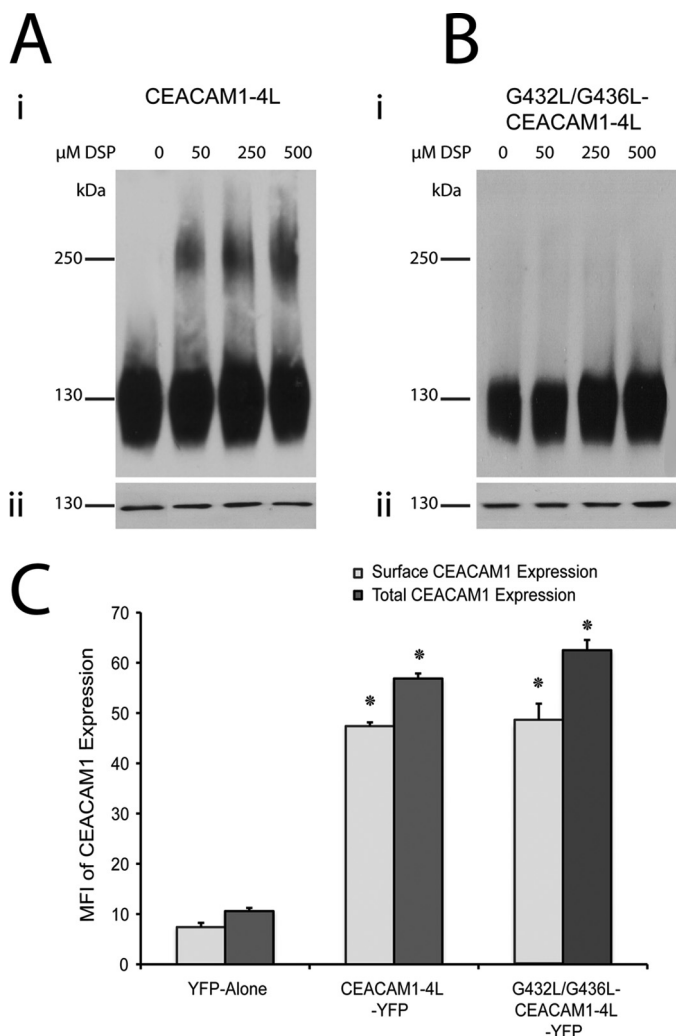 A
B
i
CEACAM1-4L
i
G432L/G436L-
CEACAM1-4L
µM DSP 0 50 250 500
µM DSP 0 50 250 500
kDa
kDa
250
250
130
130
ii 130
ii 130
C
Surface CEACAM1 Expression
Total CEACAM1 Expression
MFI of CEACAM1 Expression
70
60
50
40
30
20
10
0
*
*
*
*
YFP-Alone
CEACAM1-4L
-YFP
G432L/G436L-
CEACAM1-4L
-YFP